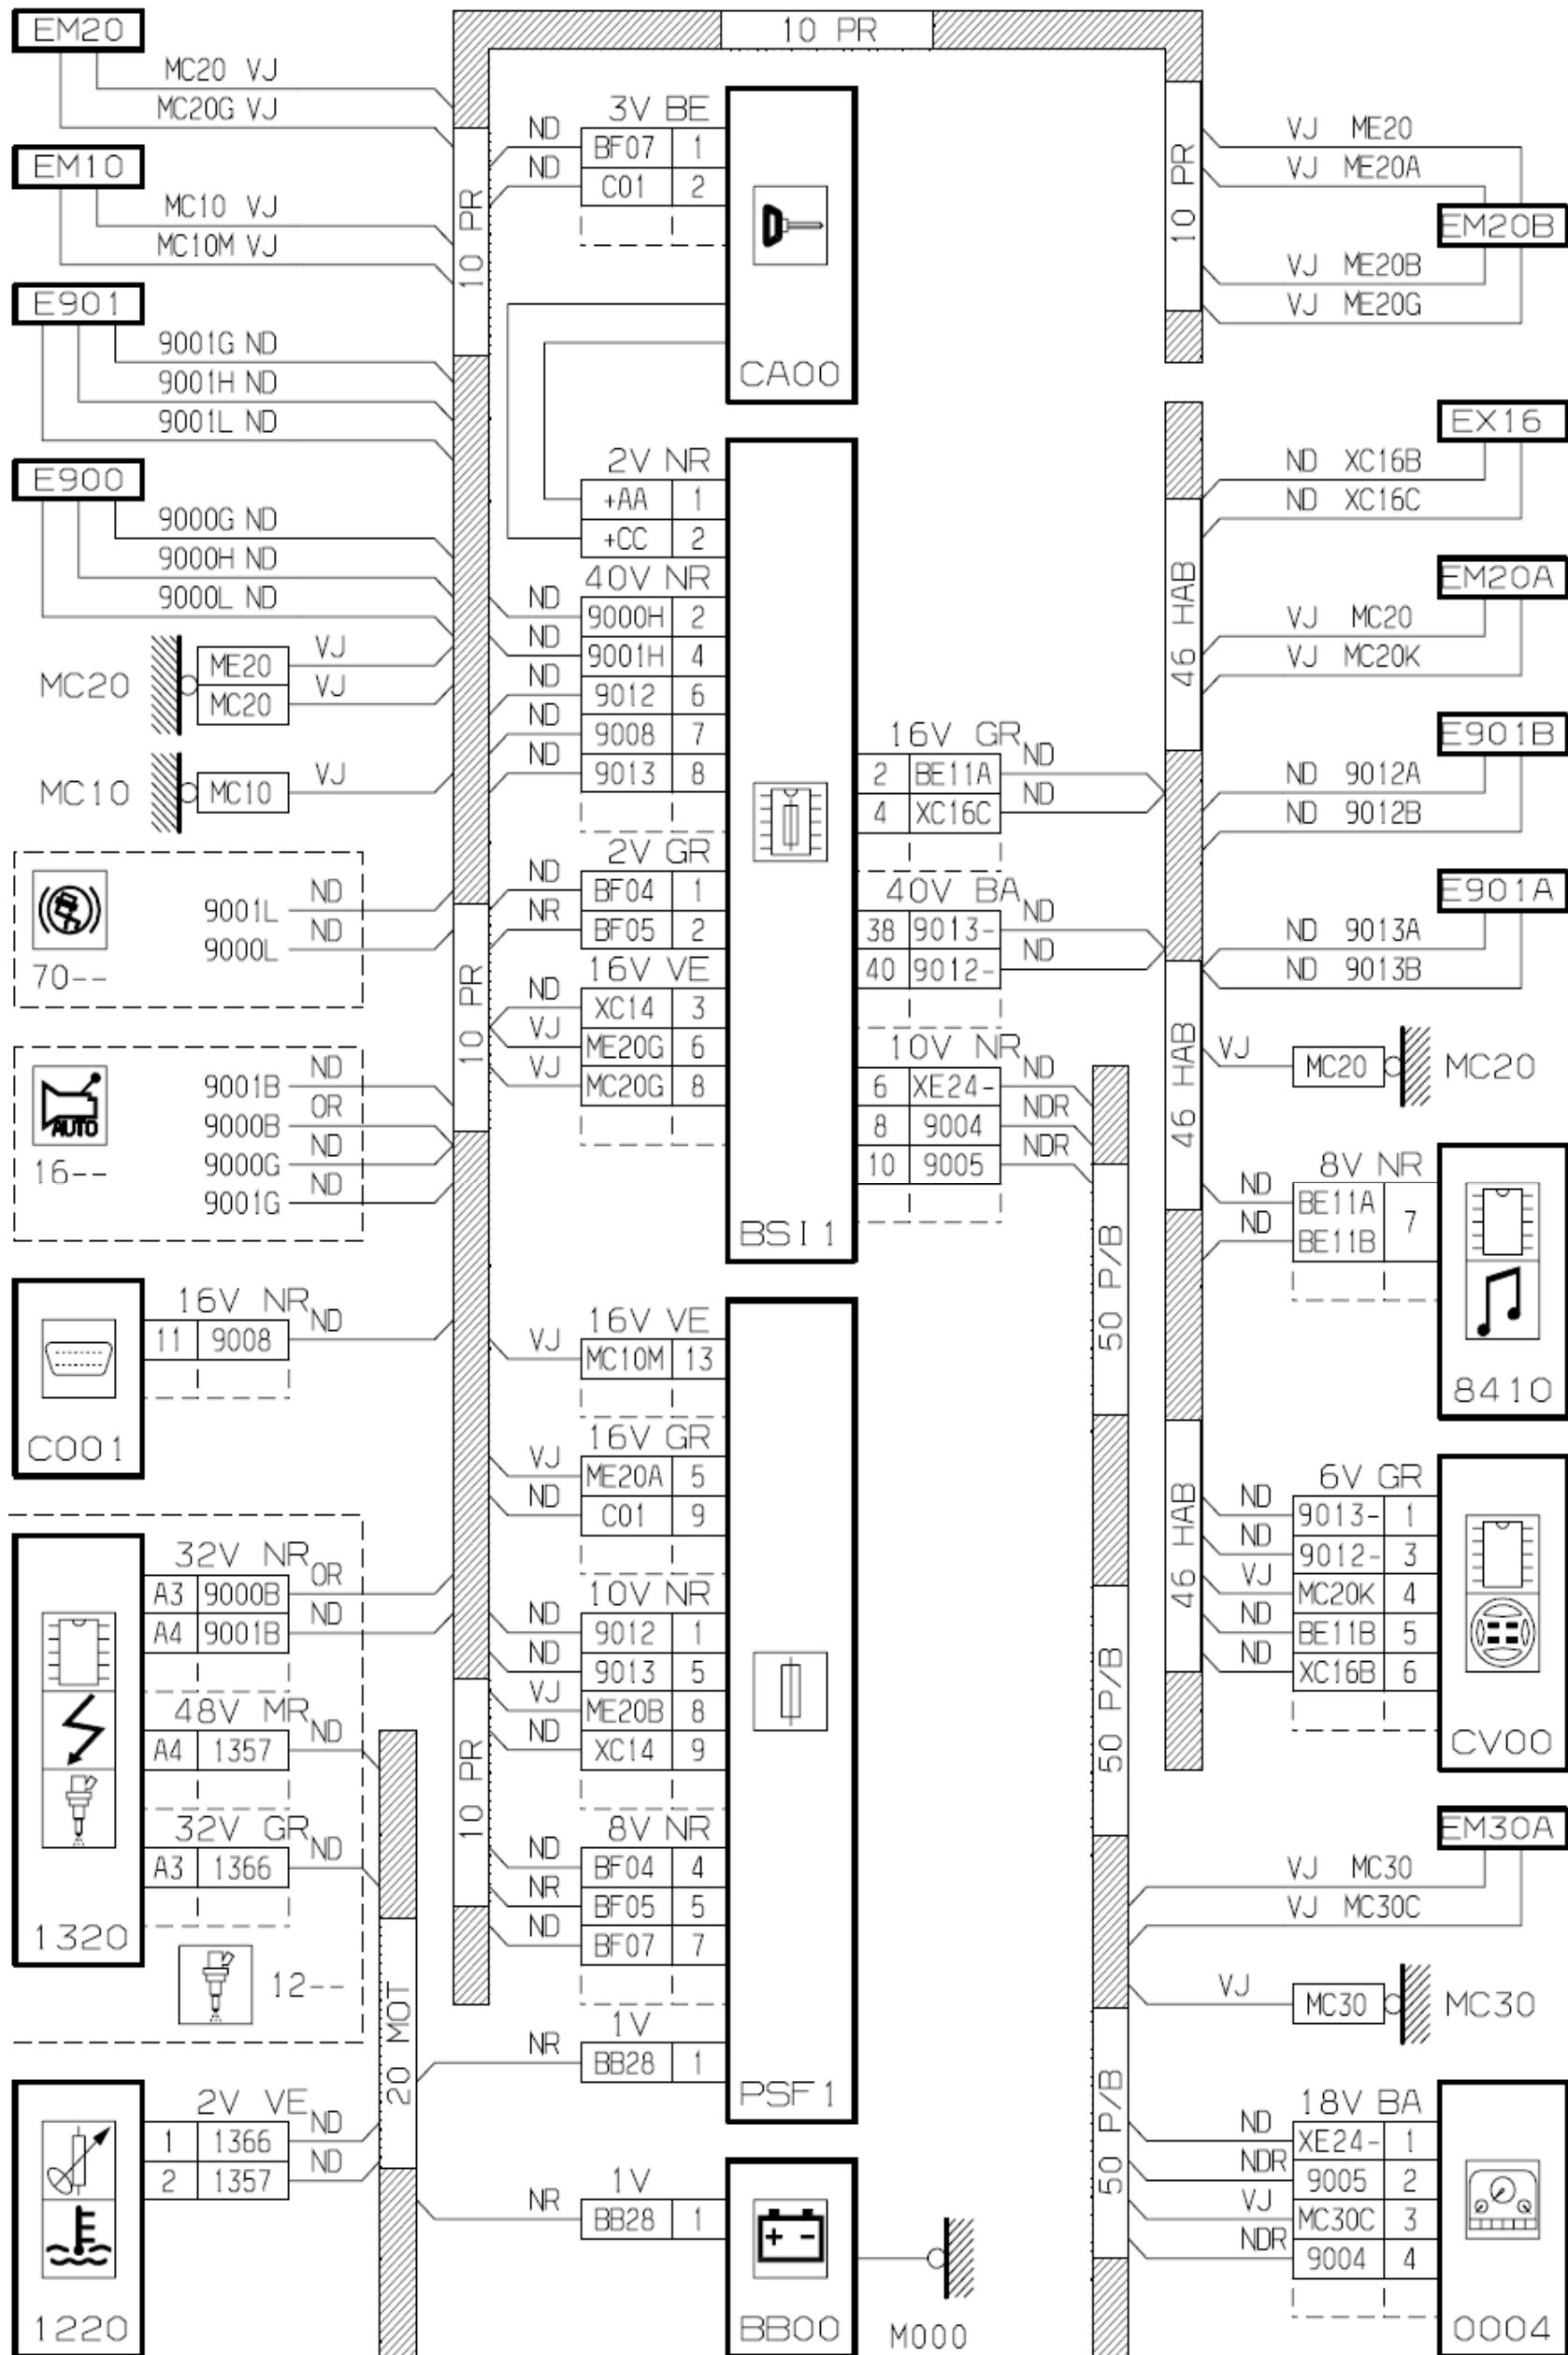 EM20
MC20 VJ
MC20G VJ
EM10
MC10 VJ
MC10M VJ
E901
9001G ND
9001H ND
9001L ND
E900
9000G ND
9000H ND
9000L ND
MC20
ME20 VJ
MC20 VJ
MC10
MC10 VJ
70--
9001L ND
9000L ND
AUTO
16--
9001B ND
9000B OR
9000G ND
9001G ND
C001
16V NR
11 9008 ND
1320
32V NR
A3 9000B OR
A4 9001B ND
48V MR
A4 1357 ND
32V GR
A3 1366 ND
12--
1220
2V VE
1 1366 ND
2 1357 ND
20 MOT
10 PR
10 PR
10 PR
10 PR
10 PR
CA00
3V BE
ND BF07 1
ND C01 2
BSI1
2V NR
+AA 1
+CC 2
40V NR
ND 9000H 2
ND 9001H 4
ND 9012 6
ND 9008 7
ND 9013 8
2V GR
ND BF04 1
NR BF05 2
16V VE
ND XC14 3
VJ ME20G 6
VJ MC20G 8
16V GR
2 BE11A ND
4 XC16C ND
40V BA
38 9013- ND
40 9012- ND
10V NR
6 XE24- ND
8 9004 NDR
10 9005 NDR
PSF1
16V VE
VJ MC10M 13
16V GR
VJ ME20A 5
ND C01 9
10V NR
ND 9012 1
ND 9013 5
VJ ME20B 8
ND XC14 9
8V NR
ND BF04 4
NR BF05 5
ND BF07 7
1V
NR BB28 1
BB00
1V
NR BB28 1
+ -
M000
50 P/B
50 P/B
50 P/B
46 HAB
46 HAB
46 HAB
VJ ME20
VJ ME20A
EM20B
VJ ME20B
VJ ME20G
EX16
ND XC16B
ND XC16C
EM20A
VJ MC20
VJ MC20K
E901B
ND 9012A
ND 9012B
E901A
ND 9013A
ND 9013B
VJ MC20 MC20
8410
8V NR
ND BE11A 7
ND BE11B
CV00
6V GR
ND 9013- 1
ND 9012- 3
VJ MC20K 4
ND BE11B 5
ND XC16B 6
EM30A
VJ MC30
VJ MC30C
VJ MC30 MC30
0004
18V BA
ND XE24- 1
NDR 9005 2
VJ MC30C 3
NDR 9004 4